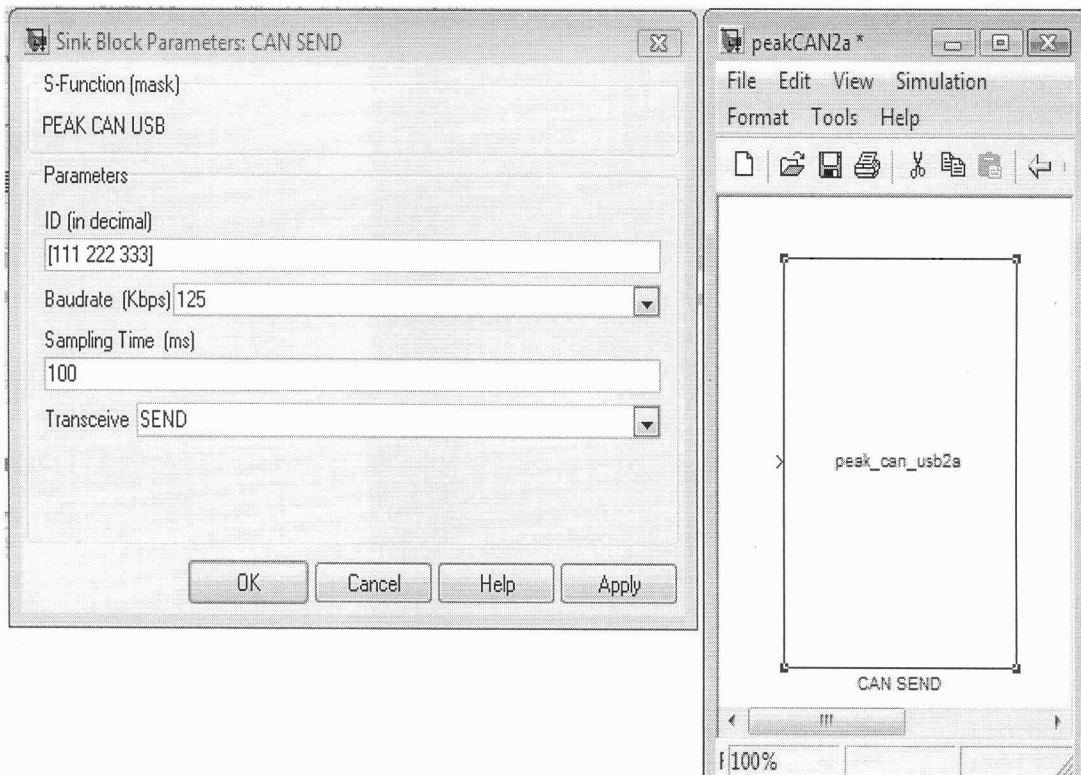 Sink Block Parameters: CAN SEND
S-Function (mask)
PEAK CAN USB
Parameters
ID (in decimal)
[111 222 333]
Baudrate (Kbps) 125
Sampling Time (ms)
100
Transceive SEND
OK Cancel Help Apply
peakCAN2a *
File Edit View Simulation
Format Tools Help
peak_can_usb2a
CAN SEND
F 100%